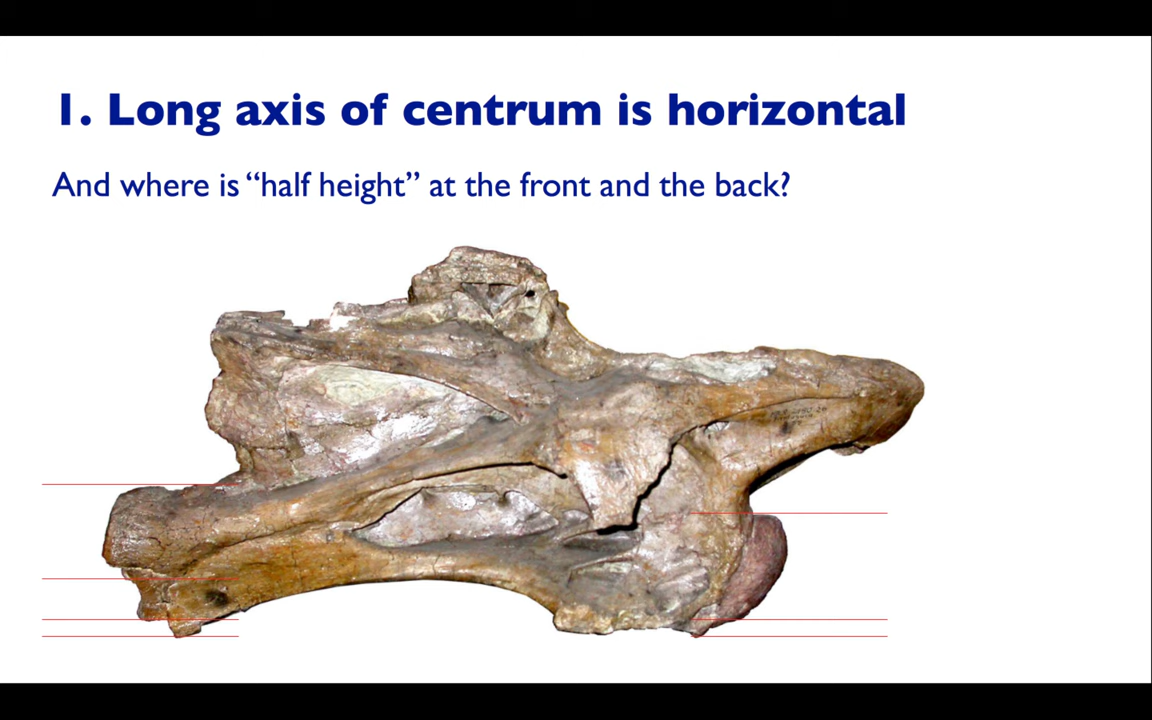 1. Long axis of centrum is horizontal
And where is “half height” at the front and the back?